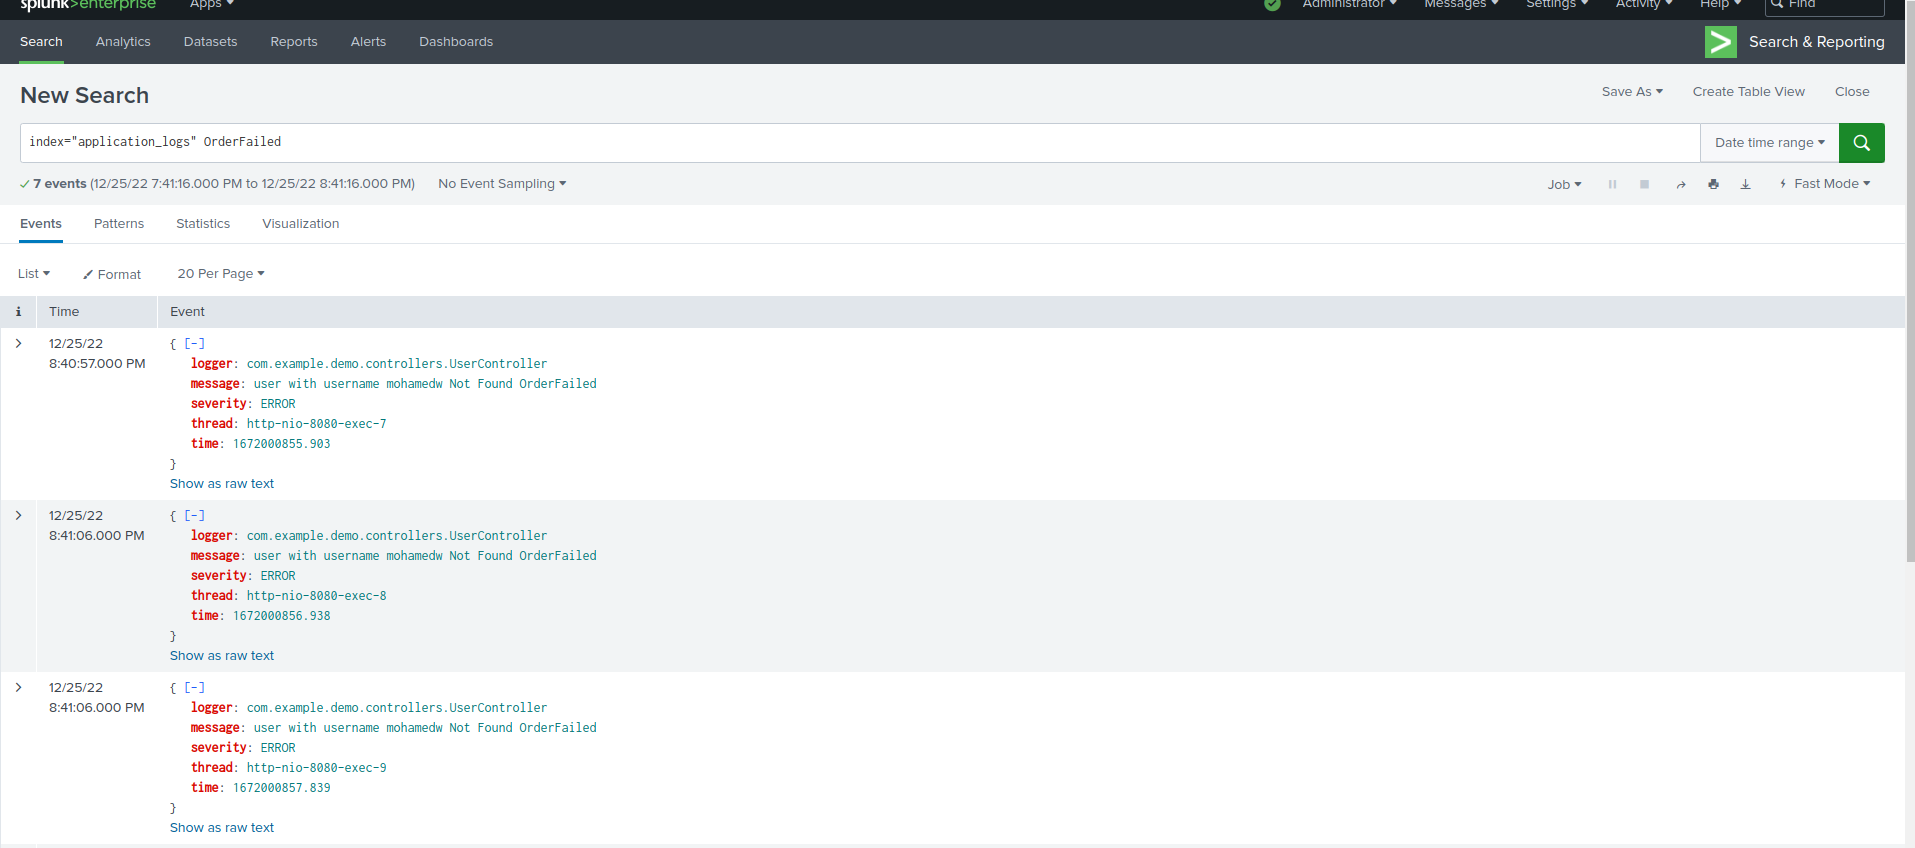 splunk>enterprise Apps Administrator Messages Settings Activity Help Find
Search Analytics Datasets Reports Alerts Dashboards Search & Reporting
New Search Save As Create Table View Close
index="application_logs" OrderFailed Date time range
7 events (12/25/22 7:41:16.000 PM to 12/25/22 8:41:16.000 PM) No Event Sampling Job Fast Mode
Events Patterns Statistics Visualization
List Format 20 Per Page
i Time Event
12/25/22 { [-]
8:40:57.000 PM logger: com.example.demo.controllers.UserController
message: user with username mohamedw Not Found OrderFailed
severity: ERROR
thread: http-nio-8080-exec-7
time: 1672000855.903
}
Show as raw text
12/25/22 { [-]
8:41:06.000 PM logger: com.example.demo.controllers.UserController
message: user with username mohamedw Not Found OrderFailed
severity: ERROR
thread: http-nio-8080-exec-8
time: 1672000856.938
}
Show as raw text
12/25/22 { [-]
8:41:06.000 PM logger: com.example.demo.controllers.UserController
message: user with username mohamedw Not Found OrderFailed
severity: ERROR
thread: http-nio-8080-exec-9
time: 1672000857.839
}
Show as raw text